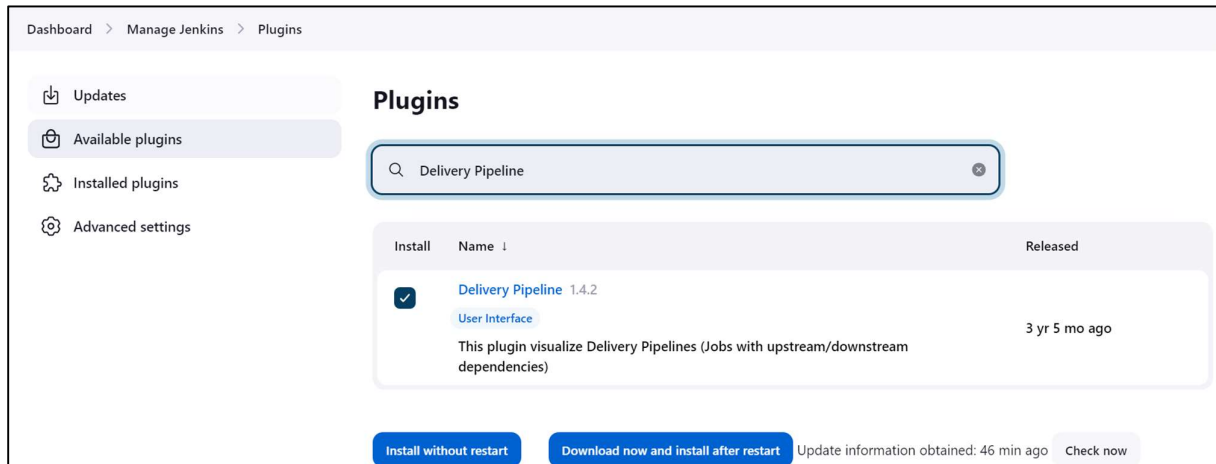 Dashboard > Manage Jenkins > Plugins
Updates
Available plugins
Installed plugins
Advanced settings
Plugins
Delivery Pipeline
Install Name ↓ Released
Delivery Pipeline 1.4.2
User Interface
This plugin visualize Delivery Pipelines (Jobs with upstream/downstream
dependencies)
3 yr 5 mo ago
Install without restart Download now and install after restart Update information obtained: 46 min ago Check now